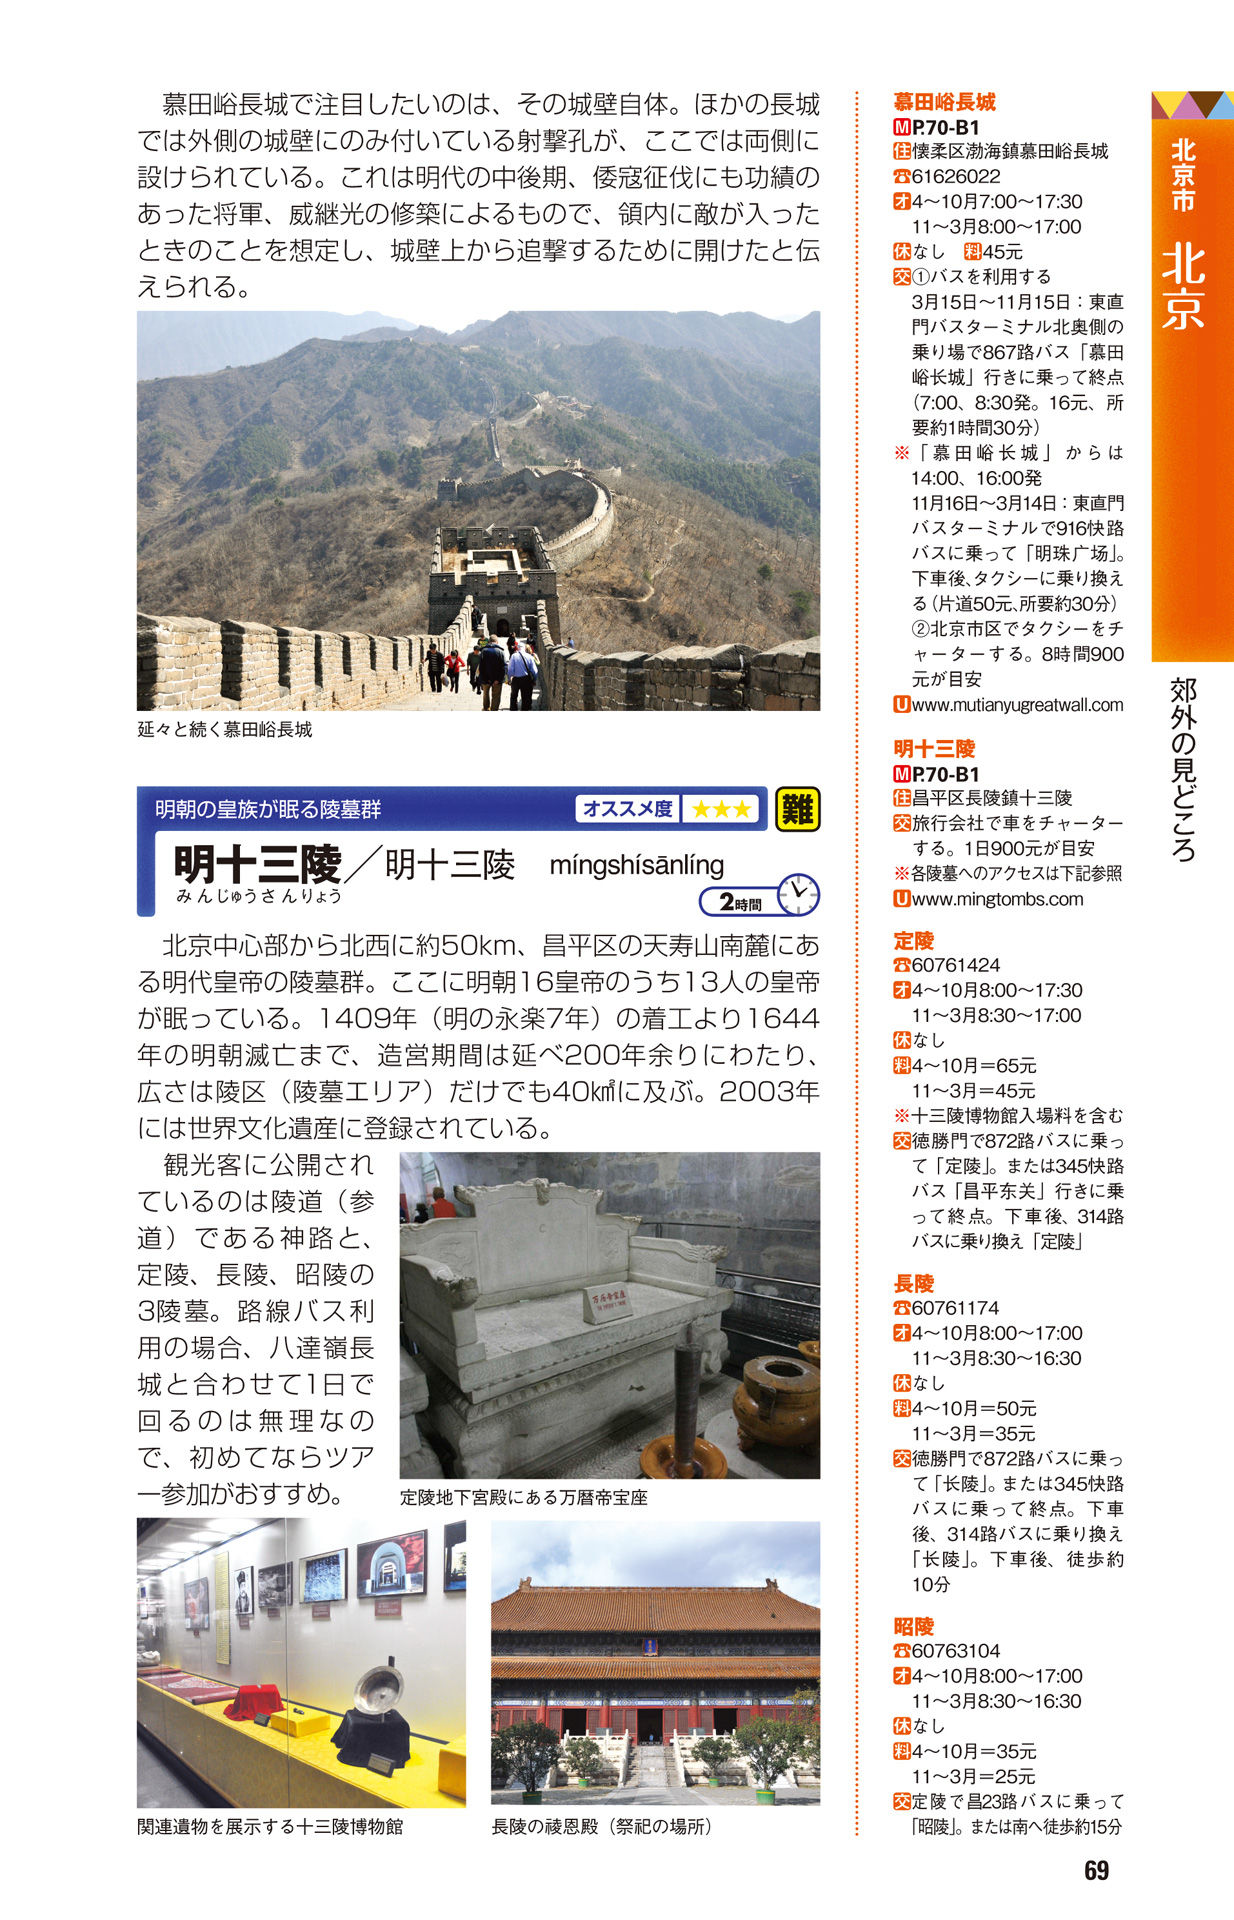 慕田峪長城で注目したいのは、その城壁自体。ほかの長城
では外側の城壁にのみ付いている射撃孔が、ここでは両側に
設けられている。これは明代の中後期、倭寇征伐にも功績の
あった将軍、威継光の修築によるもので、領内に敵が入った
ときのことを想定し、城壁上から追撃するために開けたと伝
えられる。
延々と続く慕田峪長城
明朝の皇族が眠る陵墓群
オススメ度 ★★★
難
明十三陵／明十三陵 míngshísānlíng
みんじゅうさんりょう
2時間
北京中心部から北西に約50km、昌平区の天寿山南麓にあ
る明代皇帝の陵墓群。ここに明朝16皇帝のうち13人の皇帝
が眠っている。1409年（明の永楽7年）の着工より1644
年の明朝滅亡まで、造営期間は延べ200年余りにわたり、
広さは陵区（陵墓エリア）だけでも40㎢に及ぶ。2003年
には世界文化遺産に登録されている。
観光客に公開され
ているのは陵道（参
道）である神路と、
定陵、長陵、昭陵の
3陵墓。路線バス利
用の場合、八達嶺長
城と合わせて1日で
回るのは無理なの
で、初めてならツア
ー参加がおすすめ。
万历帝宝座
定陵地下宮殿にある万暦帝宝座
関連遺物を展示する十三陵博物館
長陵の祾恩殿（祭祀の場所）
慕田峪長城
M P.70-B1
住懐柔区渤海鎮慕田峪長城
☎61626022
オ4～10月7:00～17:30
11～3月8:00～17:00
休なし 料45元
交①バスを利用する
3月15日～11月15日：東直
門バスターミナル北奥側の
乗り場で867路バス「慕田
峪长城」行きに乗って終点
（7:00、8:30発。16元、所
要約1時間30分）
※「慕田峪长城」からは
14:00、16:00発
11月16日～3月14日：東直門
バスターミナルで916快路
バスに乗って「明珠广场」。
下車後、タクシーに乗り換え
る（片道50元、所要約30分）
②北京市区でタクシーをチ
ャーターする。8時間900
元が目安
U www.mutianyugreatwall.com
明十三陵
M P.70-B1
住昌平区長陵鎮十三陵
交旅行会社で車をチャーター
する。1日900元が目安
※各陵墓へのアクセスは下記参照
U www.mingtombs.com
定陵
☎60761424
オ4～10月8:00～17:30
11～3月8:30～17:00
休なし
料4～10月＝65元
11～3月＝45元
※十三陵博物館入場料を含む
交徳勝門で872路バスに乗っ
て「定陵」。または345快路
バス「昌平东关」行きに乗
って終点。下車後、314路
バスに乗り換え「定陵」
長陵
☎60761174
オ4～10月8:00～17:00
11～3月8:30～16:30
休なし
料4～10月＝50元
11～3月＝35元
交徳勝門で872路バスに乗っ
て「长陵」。または345快路
バスに乗って終点。下車
後、314路バスに乗り換え
「长陵」。下車後、徒歩約
10分
昭陵
☎60763104
オ4～10月8:00～17:00
11～3月8:30～16:30
休なし
料4～10月＝35元
11～3月＝25元
交定陵で昌23路バスに乗って
「昭陵」。または南へ徒歩約15分
北京市 北京
郊外の見どころ
69